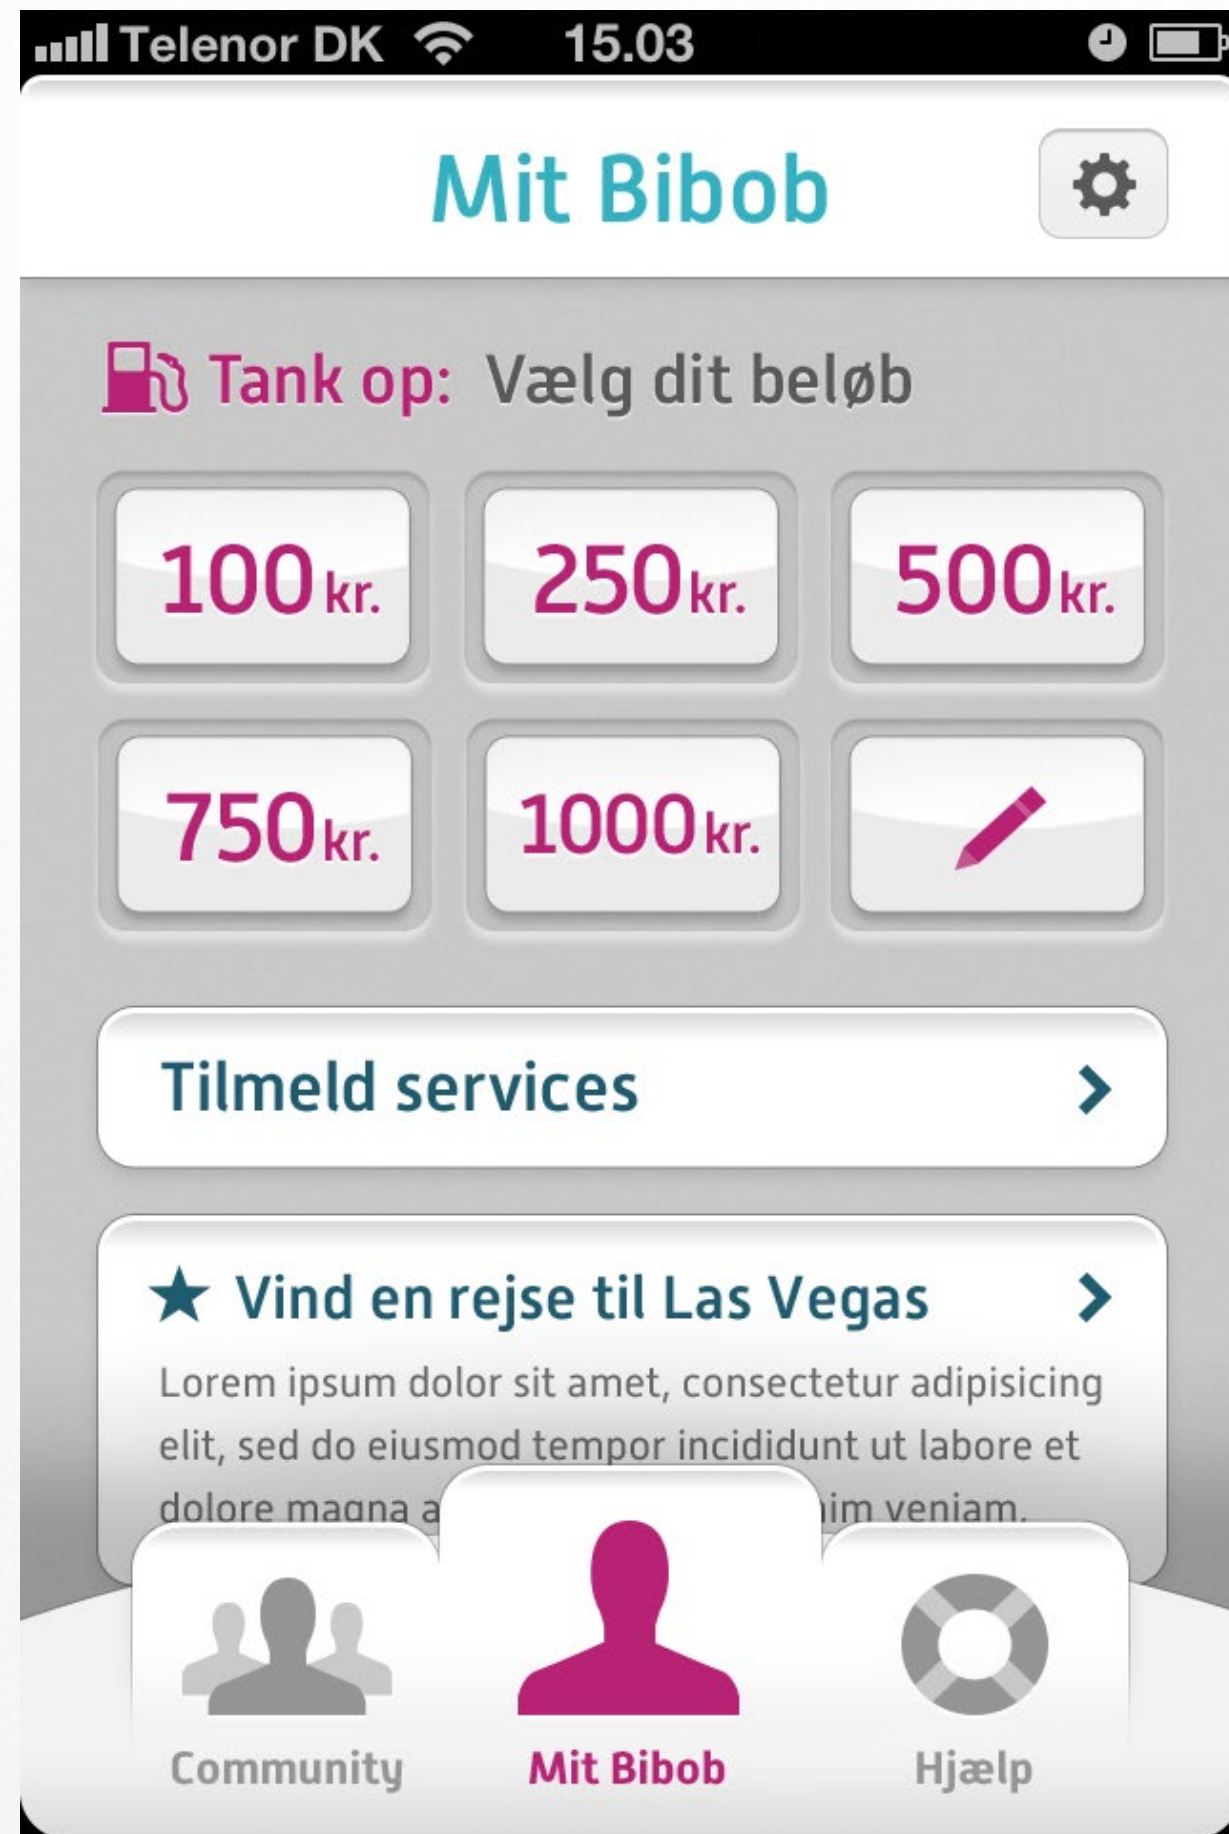 Telenor DK 15.03
Mit Bibob
Tank op: Vælg dit beløb
100 kr. 250 kr. 500 kr.
750 kr. 1000 kr.
Tilmeld services
Vind en rejse til Las Vegas
Lorem ipsum dolor sit amet, consectetur adipisicing
elit, sed do eiusmod tempor incididunt ut labore et
dolore magna veniam.
Community Mit Bibob Hjælp